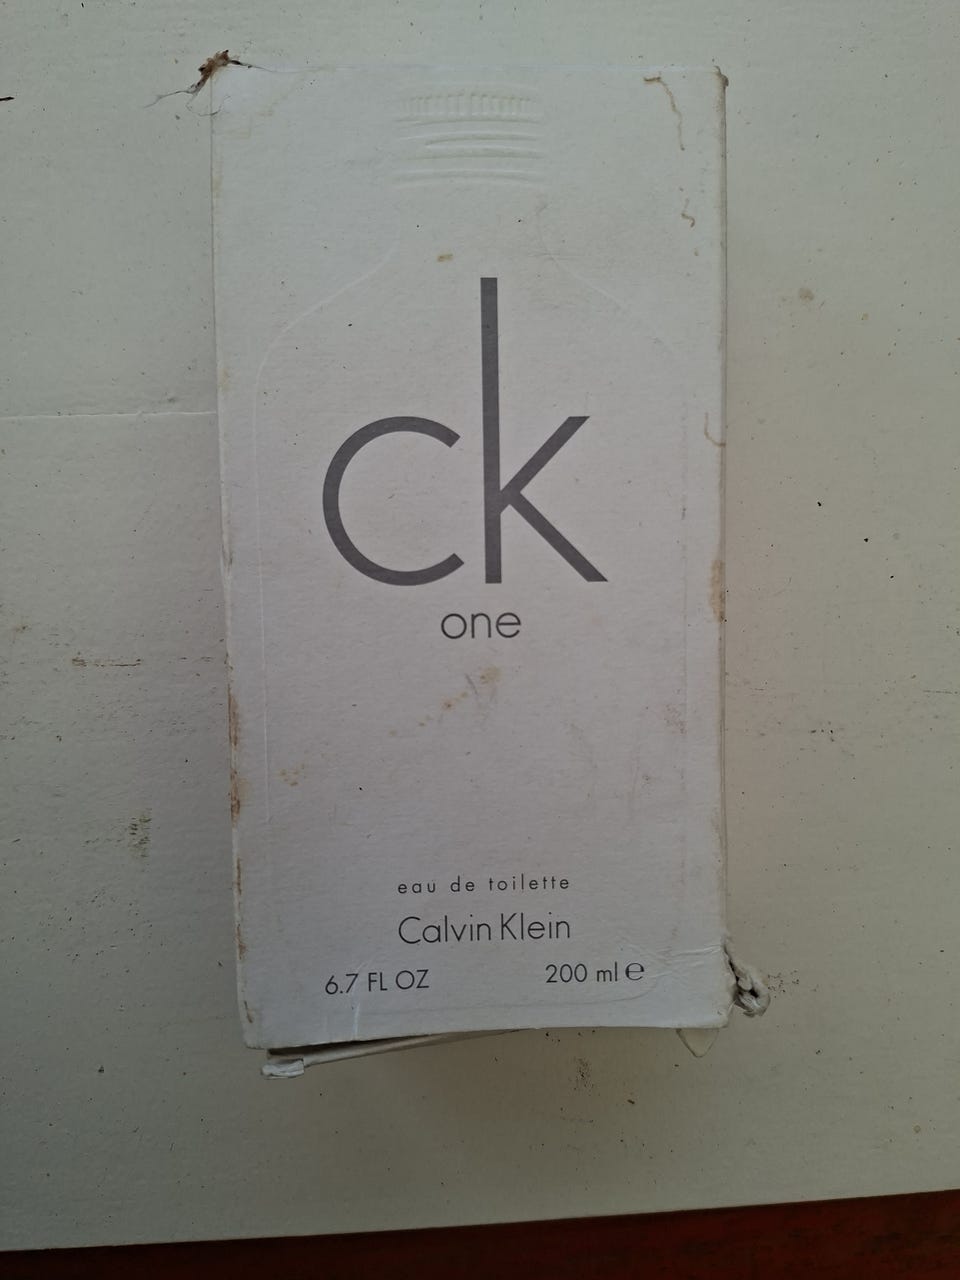 ck
one
eau de toilette
Calvin Klein
6.7 FL OZ 200 ml ℮